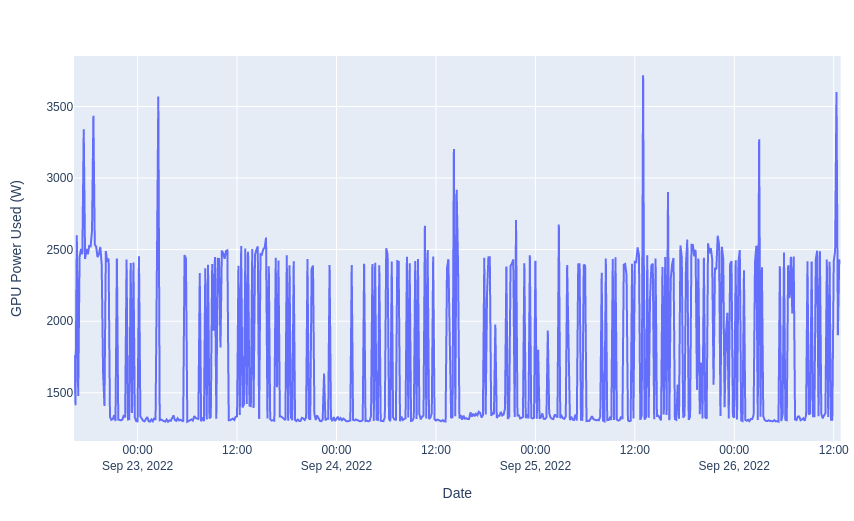 GPU Power Used (W)
3500
3000
2500
2000
1500
00:00 12:00 00:00 12:00 00:00 12:00 00:00 12:00
Sep 23, 2022 Sep 24, 2022 Sep 25, 2022 Sep 26, 2022
Date